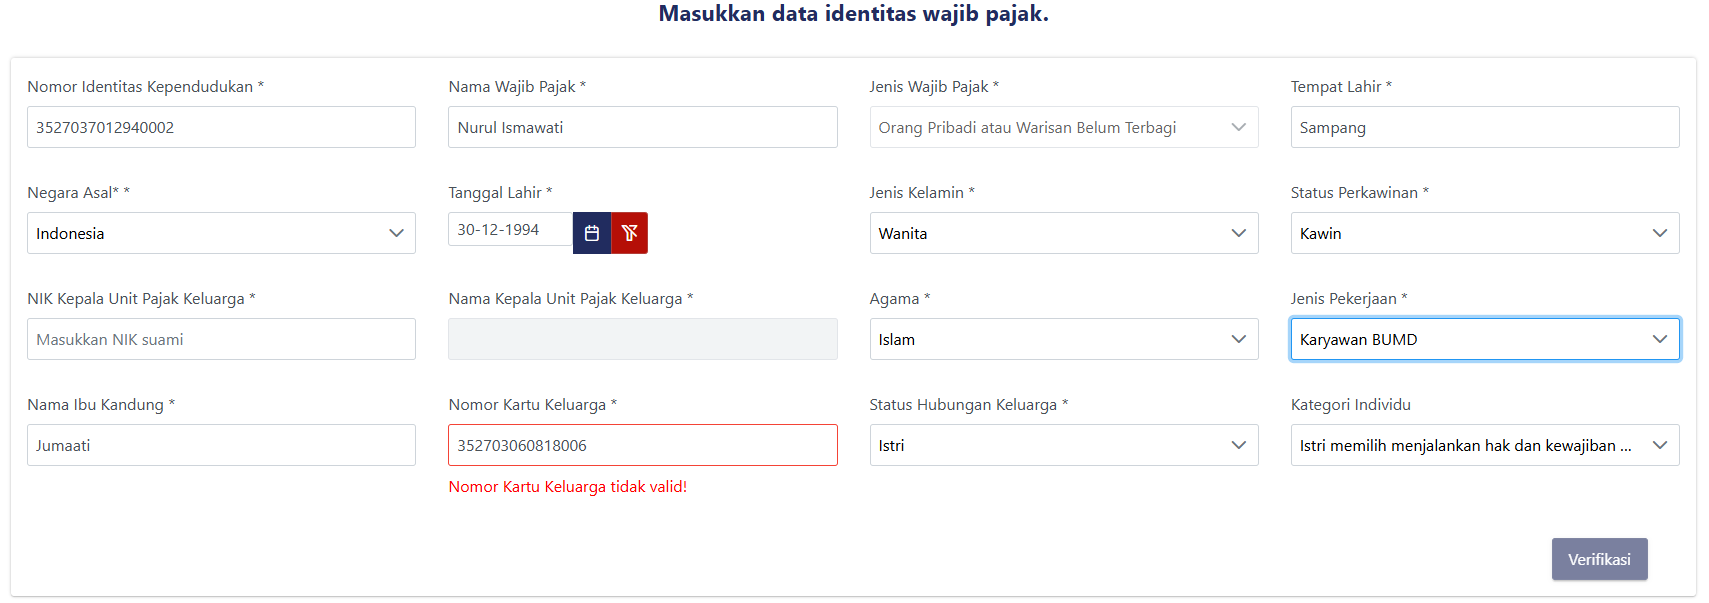 Masukkan data identitas wajib pajak.
Nomor Identitas Kependudukan *
Nama Wajib Pajak *
Jenis Wajib Pajak *
Tempat Lahir *
3527037012940002
Nurul Ismawati
Orang Pribadi atau Warisan Belum Terbagi
Sampang
Negara Asal* *
Tanggal Lahir *
Jenis Kelamin *
Status Perkawinan *
Indonesia
30-12-1994
Wanita
Kawin
NIK Kepala Unit Pajak Keluarga *
Nama Kepala Unit Pajak Keluarga *
Agama *
Jenis Pekerjaan *
Masukkan NIK suami
Islam
Karyawan BUMD
Nama Ibu Kandung *
Nomor Kartu Keluarga *
Status Hubungan Keluarga *
Kategori Individu
Jumaati
352703060818006
Istri
Istri memilih menjalankan hak dan kewajiban ...
Nomor Kartu Keluarga tidak valid!
Verifikasi